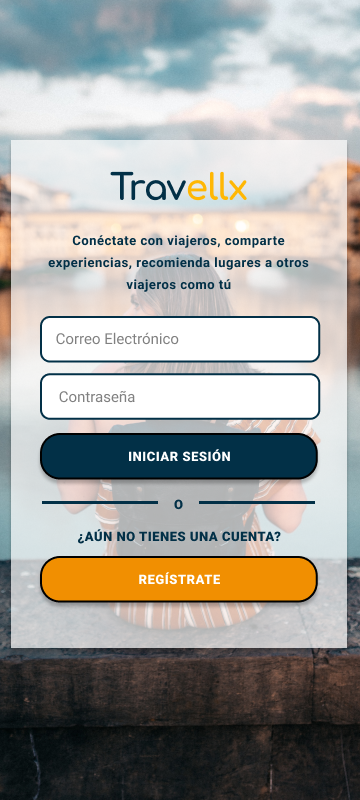 Travellx
Conéctate con viajeros, comparte
experiencias, recomienda lugares a otros
viajeros como tú
Correo Electrónico
Contraseña
INICIAR SESIÓN
O
¿AÚN NO TIENES UNA CUENTA?
REGÍSTRATE